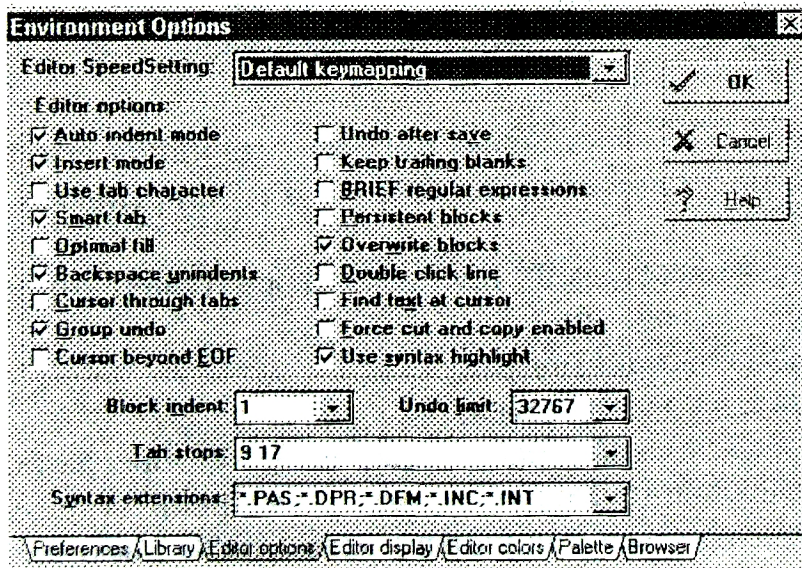 Environment Options
Editor SpeedSetting: Default keymapping
OK
Cancel
Help
Editor options:
Auto indent mode
Insert mode
Use tab character
Smart tab
Optimal fill
Backspace unindents
Cursor through tabs
Group undo
Cursor beyond EOF
Undo after save
Keep trailing blanks
BRIEF regular expressions
Persistent blocks
Overwrite blocks
Double click line
Find text at cursor
Force cut and copy enabled
Use syntax highlight
Block indent: 1
Undo limit: 32767
Tab stops: 9 17
Syntax extensions: *.PAS;*.DPR;*.DFM;*.INC;*.INT
Preferences Library Editor options Editor display Editor colors Palette Browser